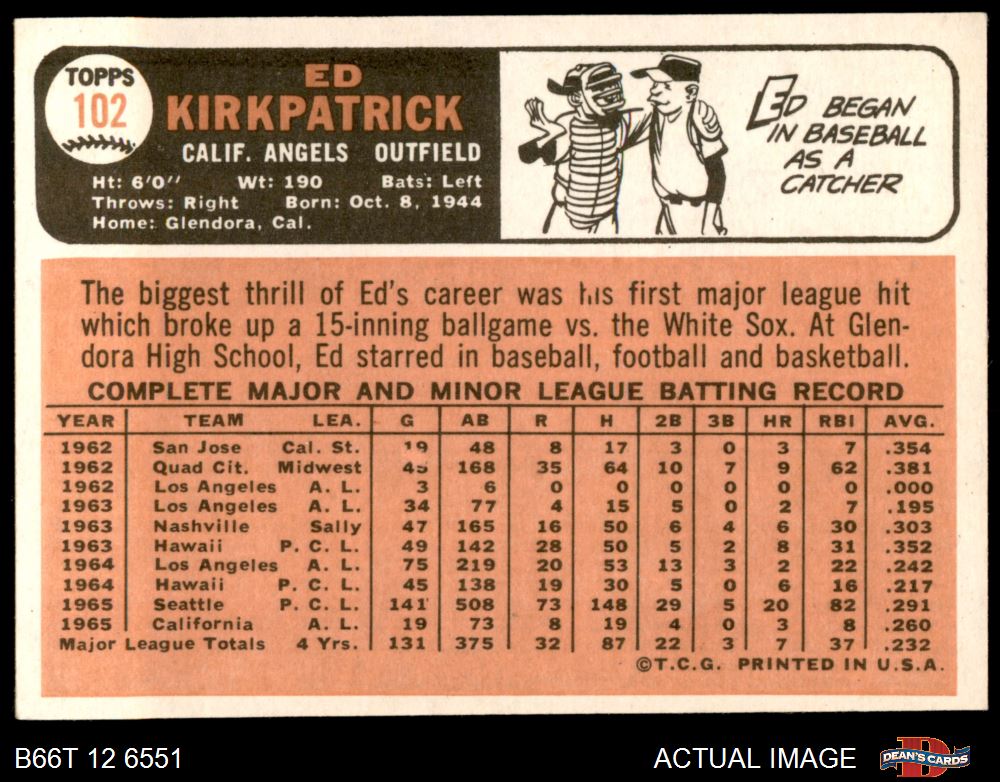 TOPPS
102
ED
KIRKPATRICK
CALIF. ANGELS OUTFIELD
Ht: 6'0" Wt: 190 Bats: Left
Throws: Right Born: Oct. 8, 1944
Home: Glendora, Cal.
ED BEGAN
IN BASEBALL
AS A
CATCHER
The biggest thrill of Ed's career was his first major league hit
which broke up a 15-inning ballgame vs. the White Sox. At Glen-
dora High School, Ed starred in baseball, football and basketball.
COMPLETE MAJOR AND MINOR LEAGUE BATTING RECORD
YEAR TEAM LEA. G AB R H 2B 3B HR RBI AVG.
1962 San Jose Cal. St. 19 48 8 17 3 0 3 7 .354
1962 Quad Cit. Midwest 45 168 35 64 10 7 9 62 .381
1962 Los Angeles A. L. 3 6 0 0 0 0 0 0 .000
1963 Los Angeles A. L. 34 77 4 15 5 0 2 7 .195
1963 Nashville Sally 47 165 16 50 6 4 6 30 .303
1963 Hawaii P. C. L. 49 142 28 50 5 2 8 31 .352
1964 Los Angeles A. L. 75 219 20 53 13 3 2 22 .242
1964 Hawaii P. C. L. 45 138 19 30 5 0 6 16 .217
1965 Seattle P. C. L. 141 508 73 148 29 5 20 82 .291
1965 California A. L. 19 73 8 19 4 0 3 8 .260
Major League Totals 4 Yrs. 131 375 32 87 22 3 7 37 .232
©T.C.G. PRINTED IN U.S.A.
B66T 12 6551
ACTUAL IMAGE
DEAN'S CARDS